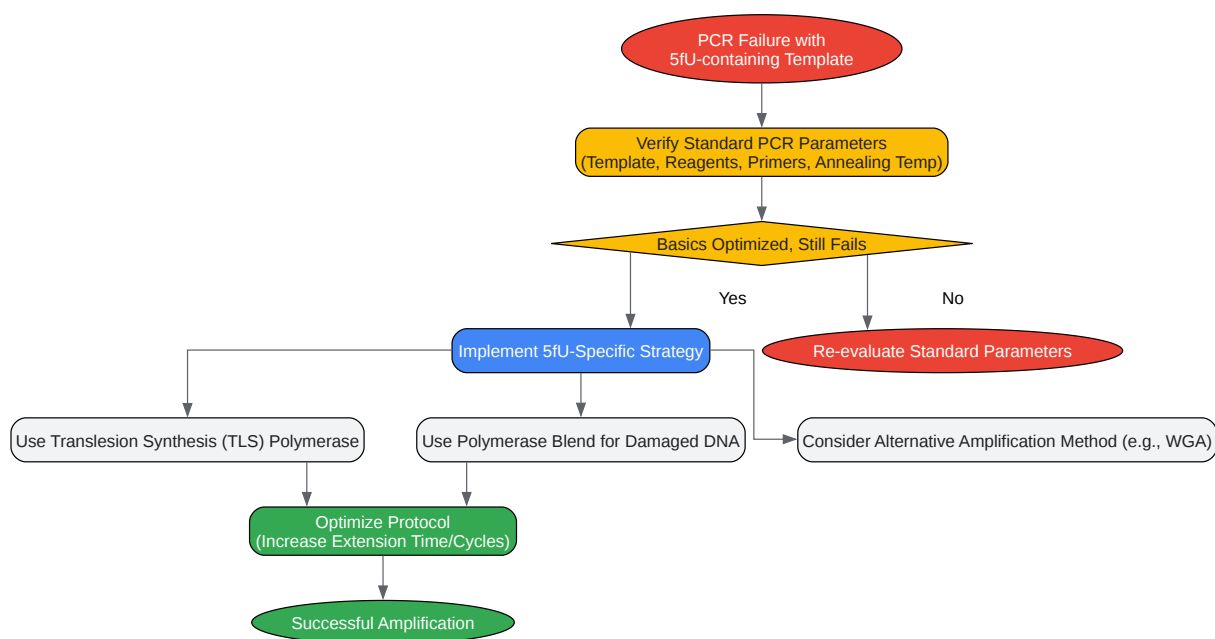 PCR Failure with
5fU-containing Template
Verify Standard PCR Parameters
(Template, Reagents, Primers, Annealing Temp)
Basics Optimized, Still Fails
Yes
No
Implement 5fU-Specific Strategy
Re-evaluate Standard Parameters
Use Translesion Synthesis (TLS) Polymerase
Use Polymerase Blend for Damaged DNA
Consider Alternative Amplification Method (e.g., WGA)
Optimize Protocol
(Increase Extension Time/Cycles)
Successful Amplification